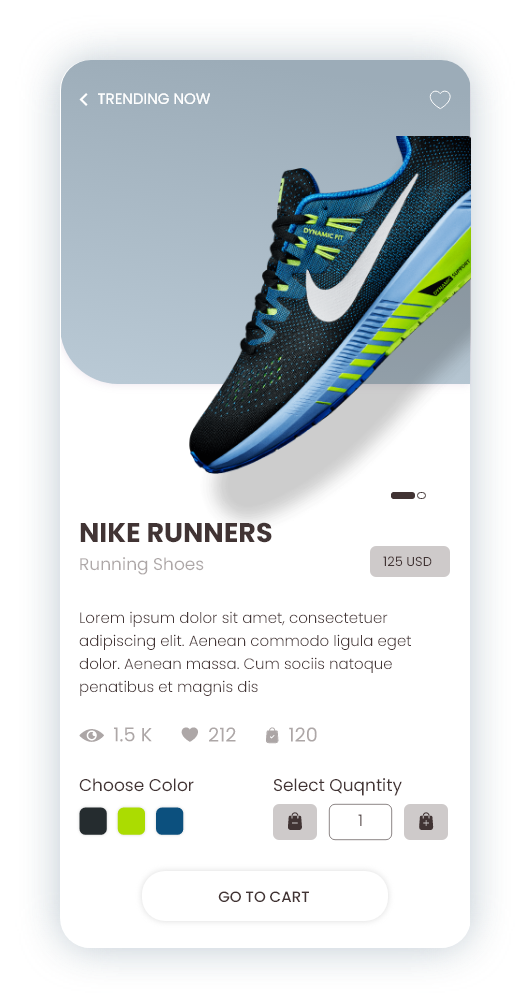 TRENDING NOW
DYNAMIC FIT
DYNAMIC SUPPORT
NIKE RUNNERS
Running Shoes
125 USD
Lorem ipsum dolor sit amet, consectetuer
adipiscing elit. Aenean commodo ligula eget
dolor. Aenean massa. Cum sociis natoque
penatibus et magnis dis
1.5 K 212 120
Choose Color Select Quqntity
1
GO TO CART